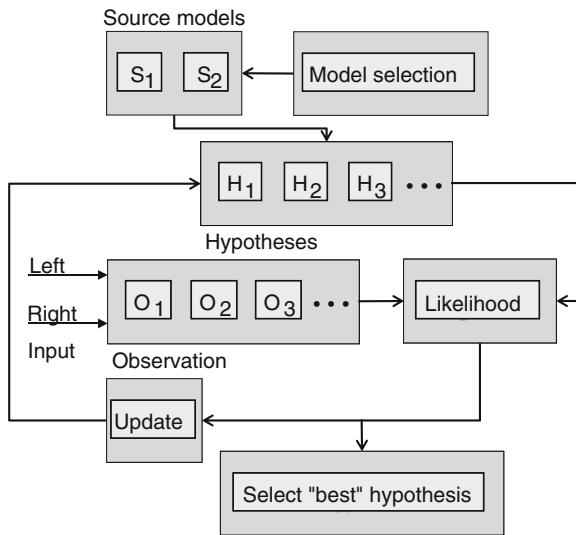 Source models
S1 S2 Model selection
H1 H2 H3 •••
Hypotheses
Left
O1 O2 O3 ••• Likelihood
Right
Input
Observation
Update
Select "best" hypothesis